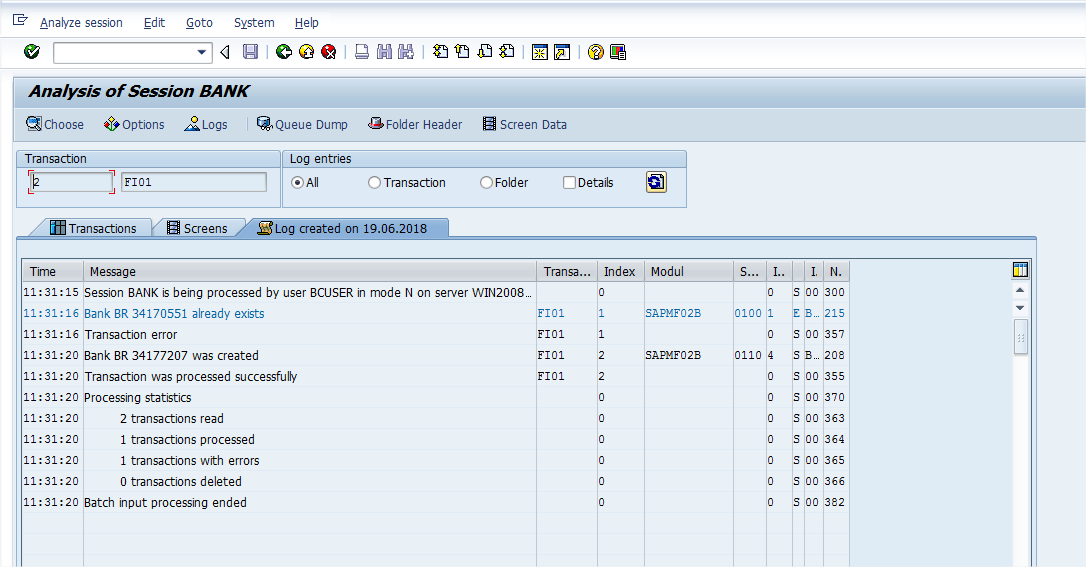 Analyze session Edit Goto System Help
Analysis of Session BANK
Choose Options Logs Queue Dump Folder Header Screen Data
Transaction Log entries
2 FI01 All Transaction Folder Details
Transactions Screens Log created on 19.06.2018
Time Message Transa... Index Modul S... I.. I. N.
11:31:15 Session BANK is being processed by user BCUSER in mode N on server WIN2008... 0 0 S 00 300
11:31:16 Bank BR 34170551 already exists FI01 1 SAPMF02B 0100 1 E B... 215
11:31:16 Transaction error FI01 1 0 S 00 357
11:31:20 Bank BR 34177207 was created FI01 2 SAPMF02B 0110 4 S B... 208
11:31:20 Transaction was processed successfully FI01 2 0 S 00 355
11:31:20 Processing statistics 0 0 S 00 370
11:31:20 2 transactions read 0 0 S 00 363
11:31:20 1 transactions processed 0 0 S 00 364
11:31:20 1 transactions with errors 0 0 S 00 365
11:31:20 0 transactions deleted 0 0 S 00 366
11:31:20 Batch input processing ended 0 0 S 00 382